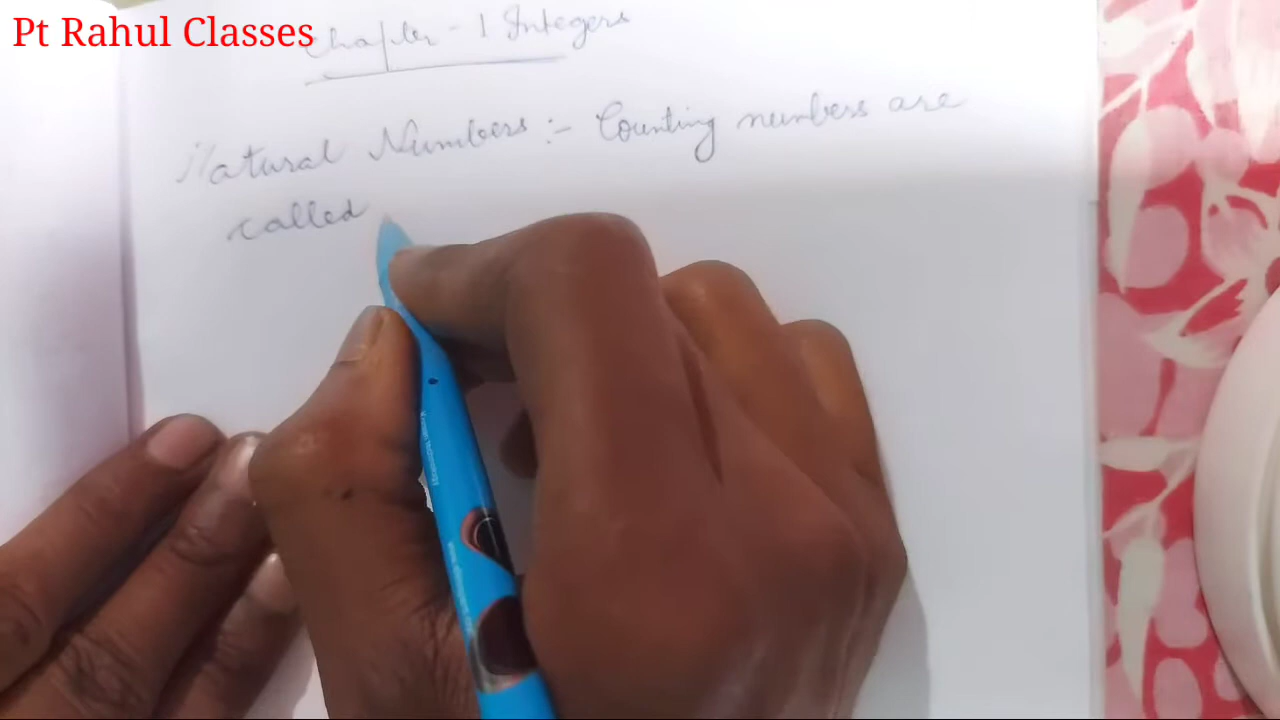 Pt Rahul Classes
Chapter - 1 Integers
Natural Numbers :- Counting numbers are
called